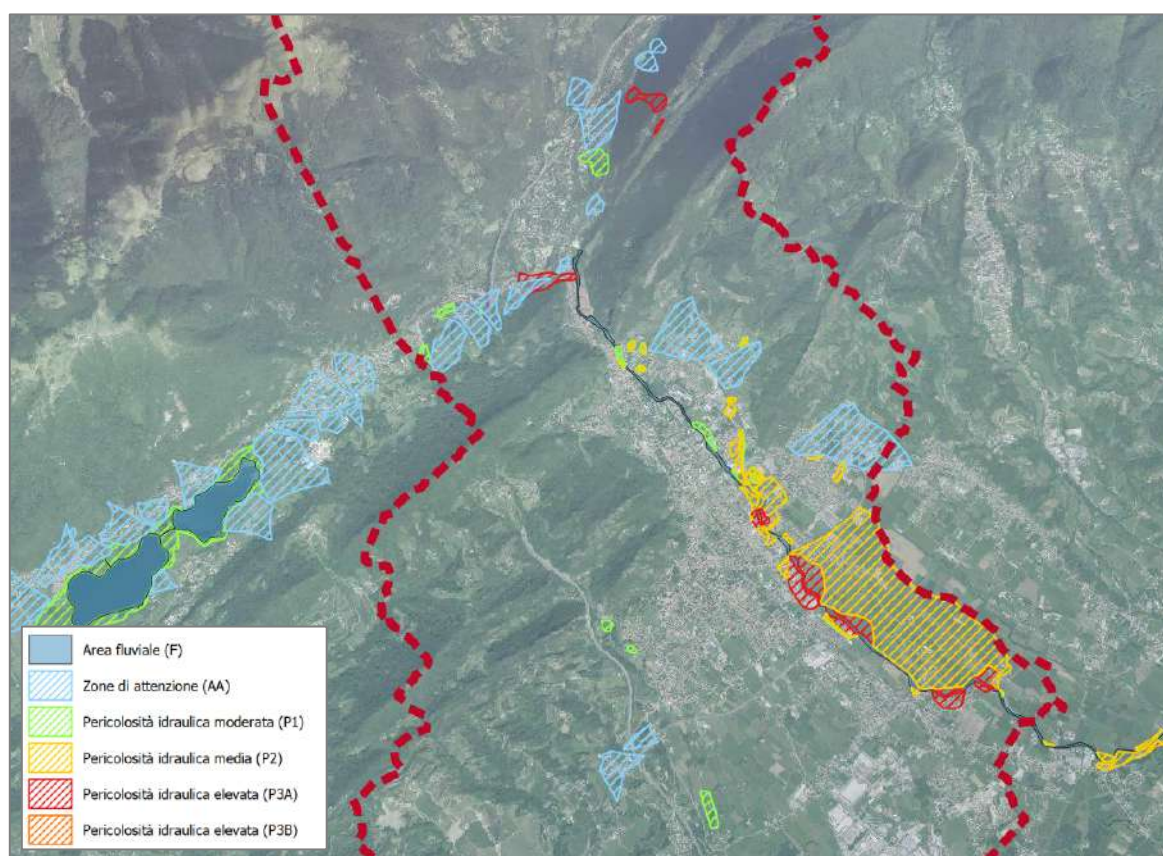 Area fluviale (F)
Zone di attenzione (AA)
Pericolosità idraulica moderata (P1)
Pericolosità idraulica media (P2)
Pericolosità idraulica elevata (P3A)
Pericolosità idraulica elevata (P3B)